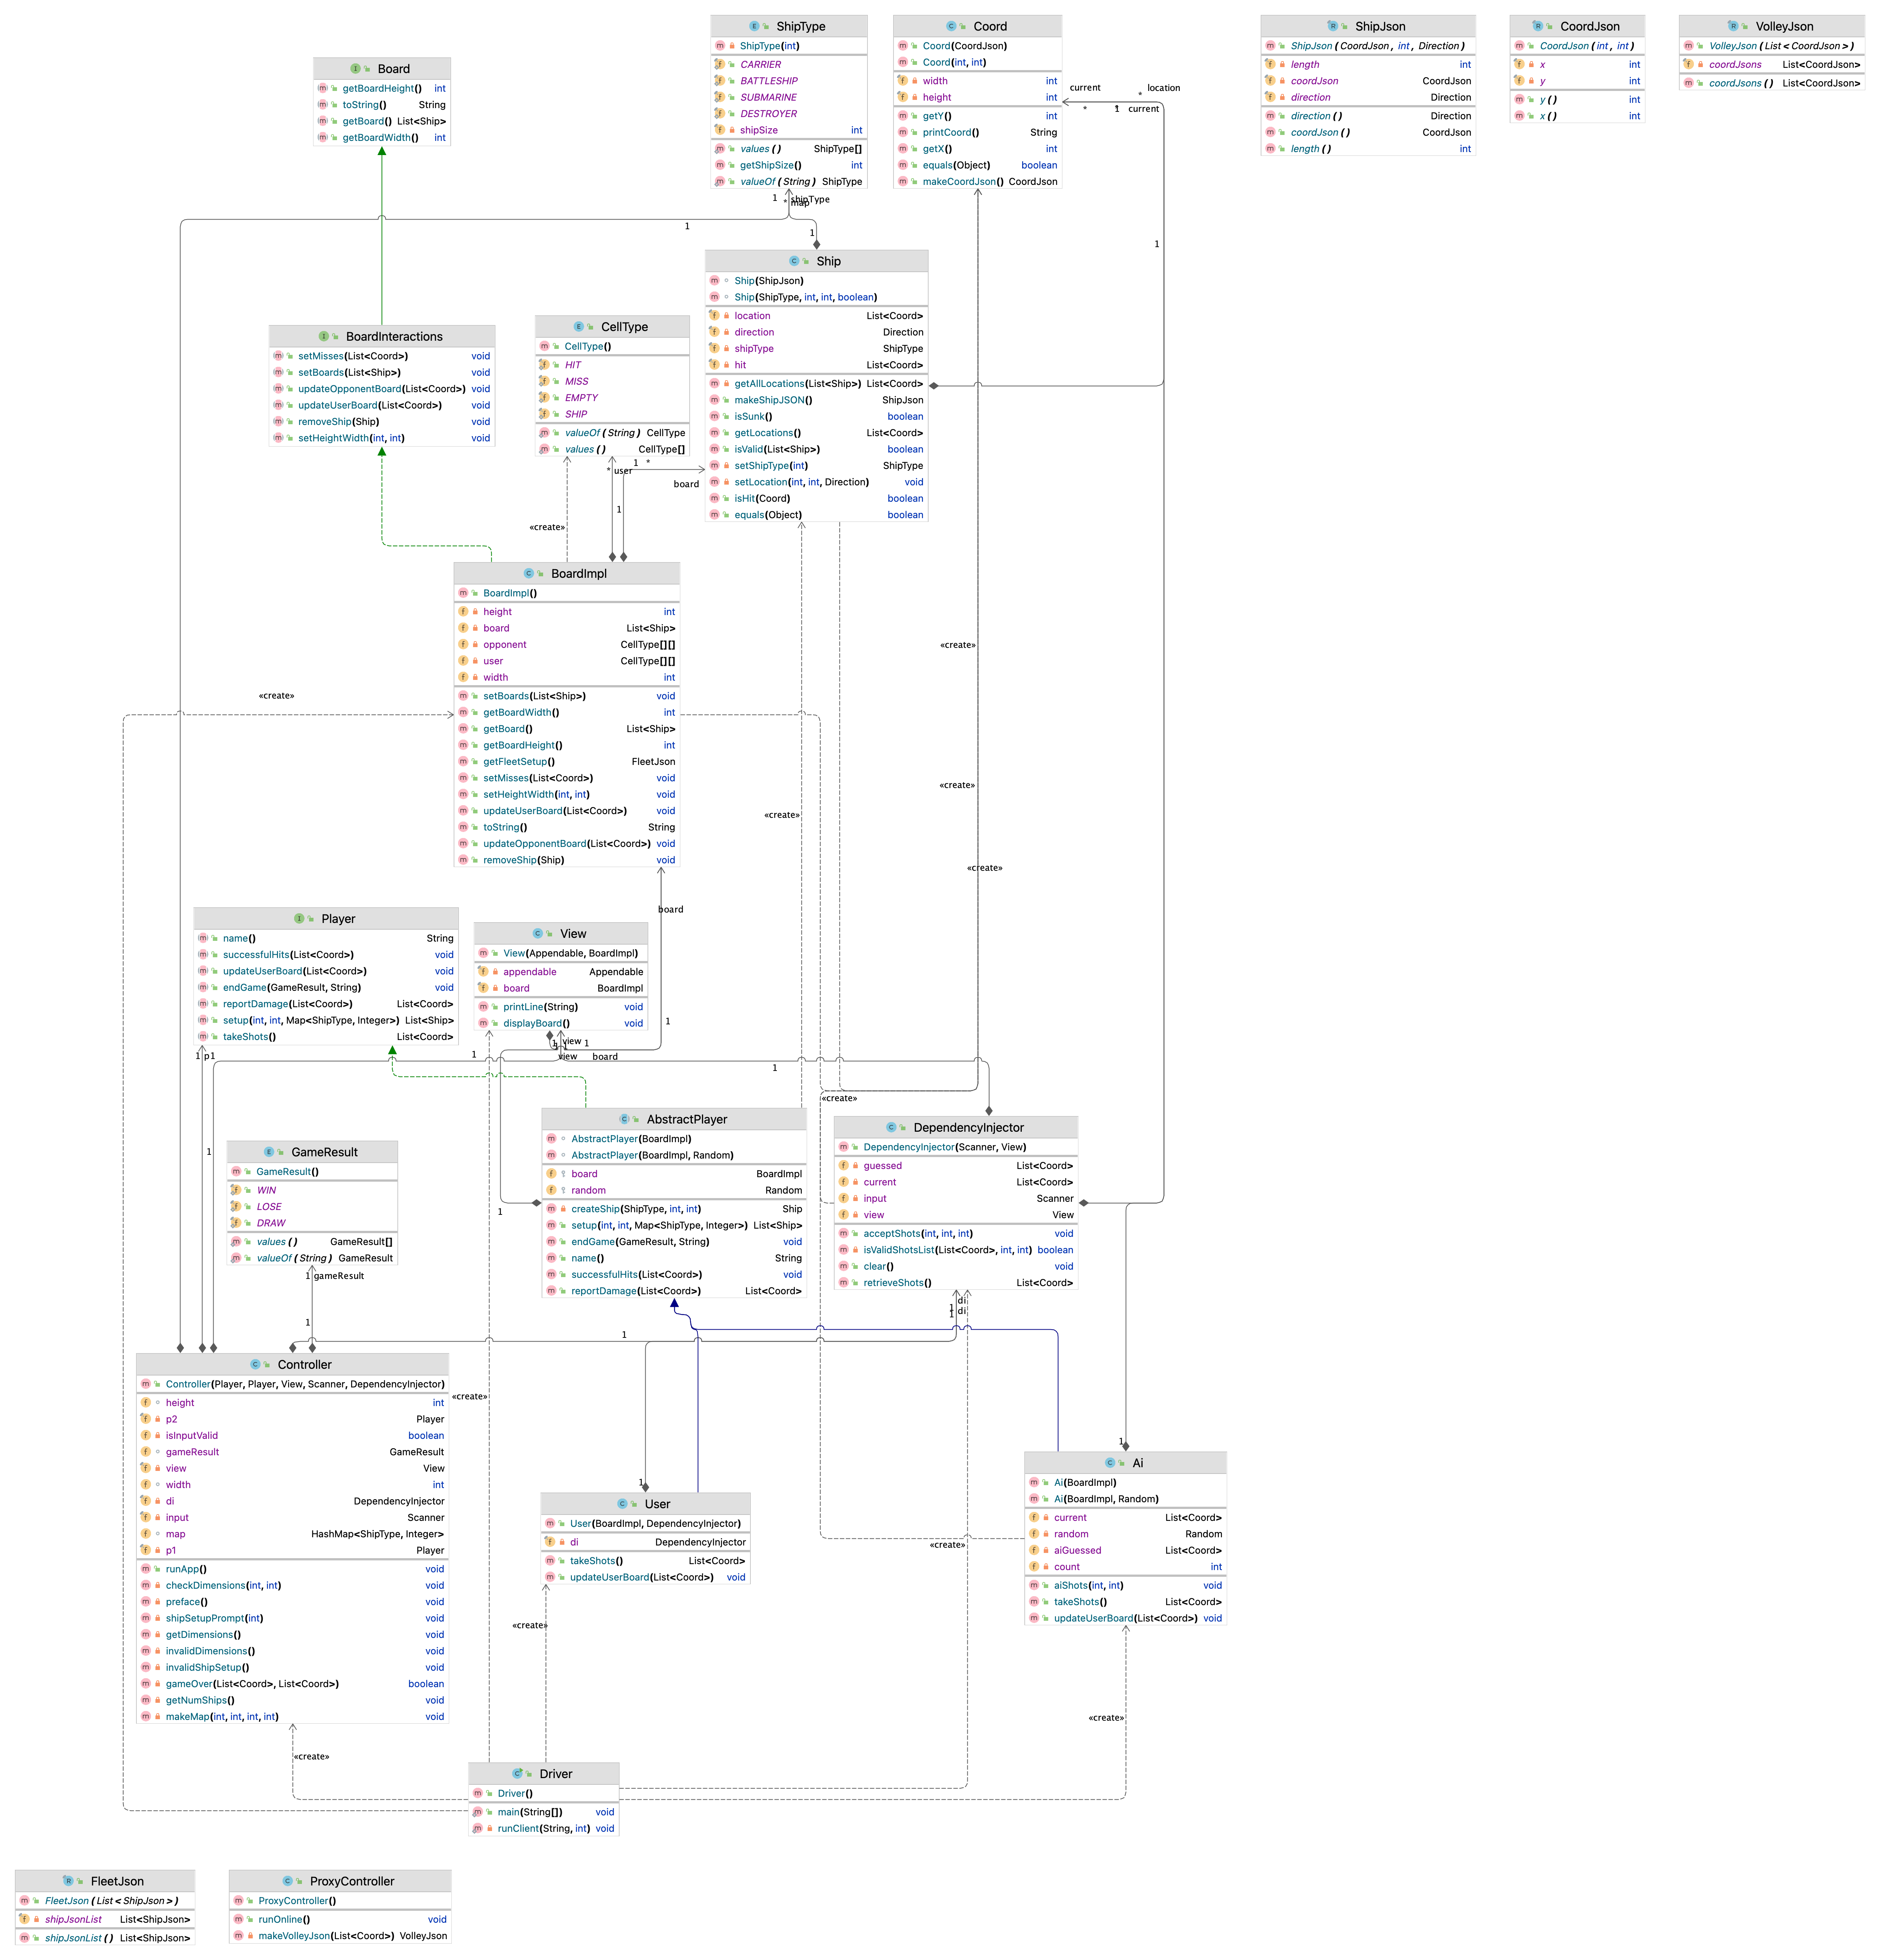 ShipType
ShipType(int)
CARRIER
BATTLESHIP
SUBMARINE
DESTROYER
shipSize int
values () ShipType[]
getShipSize() int
valueOf ( String ) ShipType
Coord
Coord(CoordJson)
Coord(int, int)
width int
height int
getY() int
printCoord() String
getX() int
equals(Object) boolean
makeCoordJson() CoordJson
ShipJson
ShipJson ( CoordJson , int , Direction )
length int
coordJson CoordJson
direction Direction
direction () Direction
coordJson () CoordJson
length () int
CoordJson
CoordJson ( int , int )
x int
y int
y () int
x () int
VolleyJson
VolleyJson ( List < CoordJson > )
coordJsons List<CoordJson>
coordJsons () List<CoordJson>
Board
getBoardHeight() int
toString() String
getBoard() List<Ship>
getBoardWidth() int
current
* location
*
1 current
1
1
* map
shipType
1
1
Ship
Ship(ShipJson)
Ship(ShipType, int, int, boolean)
location List<Coord>
direction Direction
shipType ShipType
hit List<Coord>
getAllLocations(List<Ship>) List<Coord>
makeShipJSON() ShipJson
isSunk() boolean
getLocations() List<Coord>
isValid(List<Ship>) boolean
setShipType(int) ShipType
setLocation(int, int, Direction) void
isHit(Coord) boolean
equals(Object) boolean
BoardInteractions
setMisses(List<Coord>) void
setBoards(List<Ship>) void
updateOpponentBoard(List<Coord>) void
updateUserBoard(List<Coord>) void
removeShip(Ship) void
setHeightWidth(int, int) void
CellType
CellType()
HIT
MISS
EMPTY
SHIP
valueOf ( String ) CellType
values () CellType[]
1 *
* user
board
1
«create»
BoardImpl
BoardImpl()
height int
board List<Ship>
opponent CellType[][]
user CellType[][]
width int
setBoards(List<Ship>) void
getBoardWidth() int
getBoard() List<Ship>
getBoardHeight() int
getFleetSetup() FleetJson
setMisses(List<Coord>) void
setHeightWidth(int, int) void
updateUserBoard(List<Coord>) void
toString() String
updateOpponentBoard(List<Coord>) void
removeShip(Ship) void
«create»
«create»
«create»
«create»
«create»
board
Player
name() String
successfulHits(List<Coord>) void
updateUserBoard(List<Coord>) void
endGame(GameResult, String) void
reportDamage(List<Coord>) List<Coord>
setup(int, int, Map<ShipType, Integer>) List<Ship>
takeShots() List<Coord>
View
View(Appendable, BoardImpl)
appendable Appendable
board BoardImpl
printLine(String) void
displayBoard() void
1
view
1
view
board
1
1
1 p1
1
«create»
AbstractPlayer
AbstractPlayer(BoardImpl)
AbstractPlayer(BoardImpl, Random)
board BoardImpl
random Random
createShip(ShipType, int, int) Ship
setup(int, int, Map<ShipType, Integer>) List<Ship>
endGame(GameResult, String) void
name() String
successfulHits(List<Coord>) void
reportDamage(List<Coord>) List<Coord>
DependencyInjector
DependencyInjector(Scanner, View)
guessed List<Coord>
current List<Coord>
input Scanner
view View
acceptShots(int, int, int) void
isValidShotsList(List<Coord>, int, int) boolean
clear() void
retrieveShots() List<Coord>
GameResult
GameResult()
WIN
LOSE
DRAW
values () GameResult[]
valueOf ( String ) GameResult
1 gameResult
1
1
1
di
1 di
1
Controller
Controller(Player, Player, View, Scanner, DependencyInjector)
height int
p2 Player
isInputValid boolean
gameResult GameResult
view View
width int
di DependencyInjector
input Scanner
map HashMap<ShipType, Integer>
p1 Player
runApp() void
checkDimensions(int, int) void
preface() void
shipSetupPrompt(int) void
getDimensions() void
invalidDimensions() void
invalidShipSetup() void
gameOver(List<Coord>, List<Coord>) boolean
getNumShips() void
makeMap(int, int, int, int) void
«create»
1
User
User(BoardImpl, DependencyInjector)
di DependencyInjector
takeShots() List<Coord>
updateUserBoard(List<Coord>) void
1
Ai
Ai(BoardImpl)
Ai(BoardImpl, Random)
current List<Coord>
random Random
aiGuessed List<Coord>
count int
aiShots(int, int) void
takeShots() List<Coord>
updateUserBoard(List<Coord>) void
«create»
«create»
«create»
«create»
Driver
Driver()
main(String[]) void
runClient(String, int) void
FleetJson
FleetJson ( List < ShipJson > )
shipJsonList List<ShipJson>
shipJsonList () List<ShipJson>
ProxyController
ProxyController()
runOnline() void
makeVolleyJson(List<Coord>) VolleyJson